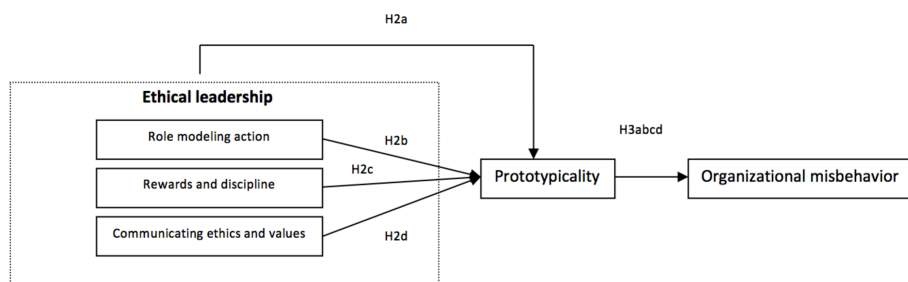 H2a
Ethical leadership
Role modeling action
H2b
H3abcd
Rewards and discipline
H2c
Prototypicality
Organizational misbehavior
Communicating ethics and values
H2d